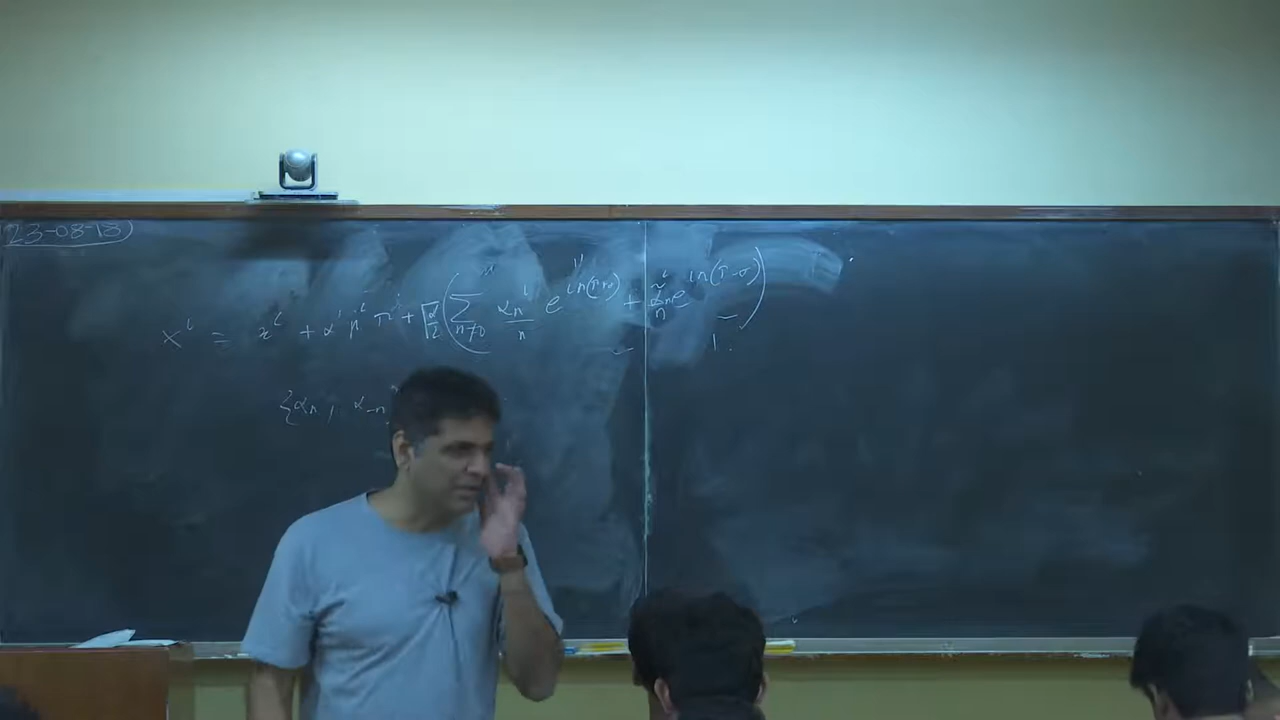 23-08-18
X^i = x^i + α' p^i τ + √(α'/2) ( Σ_{n≠0} α_n^i/n e^{in(τ+σ)} + α̃_n^i/n e^{in(τ-σ)} )
{α_n, α_{-n}